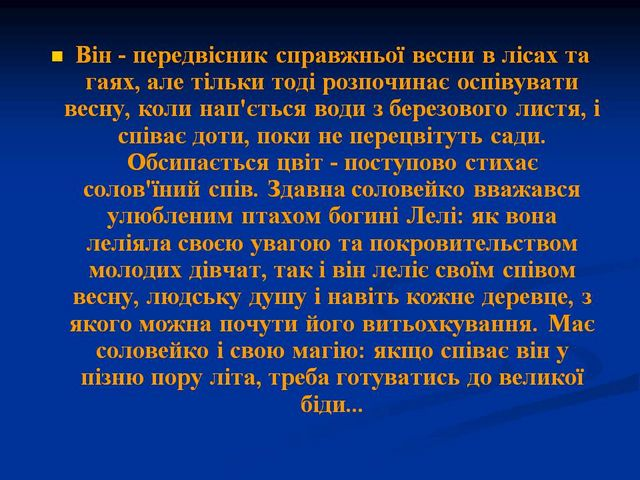 Він - передвісник справжньої весни в лісах та
гаях, але тільки тоді розпочинає оспівувати
весну, коли нап'ється води з березового листя, і
співає доти, поки не перецвітуть сади.
Обсипається цвіт - поступово стихає
солов'їний спів. Здавна соловейко вважався
улюбленим птахом богині Лелі: як вона
леліяла своєю увагою та покровительством
молодих дівчат, так і він леліє своїм співом
весну, людську душу і навіть кожне деревце, з
якого можна почути його витьохкування. Має
соловейко і свою магію: якщо співає він у
пізню пору літа, треба готуватись до великої
біди...